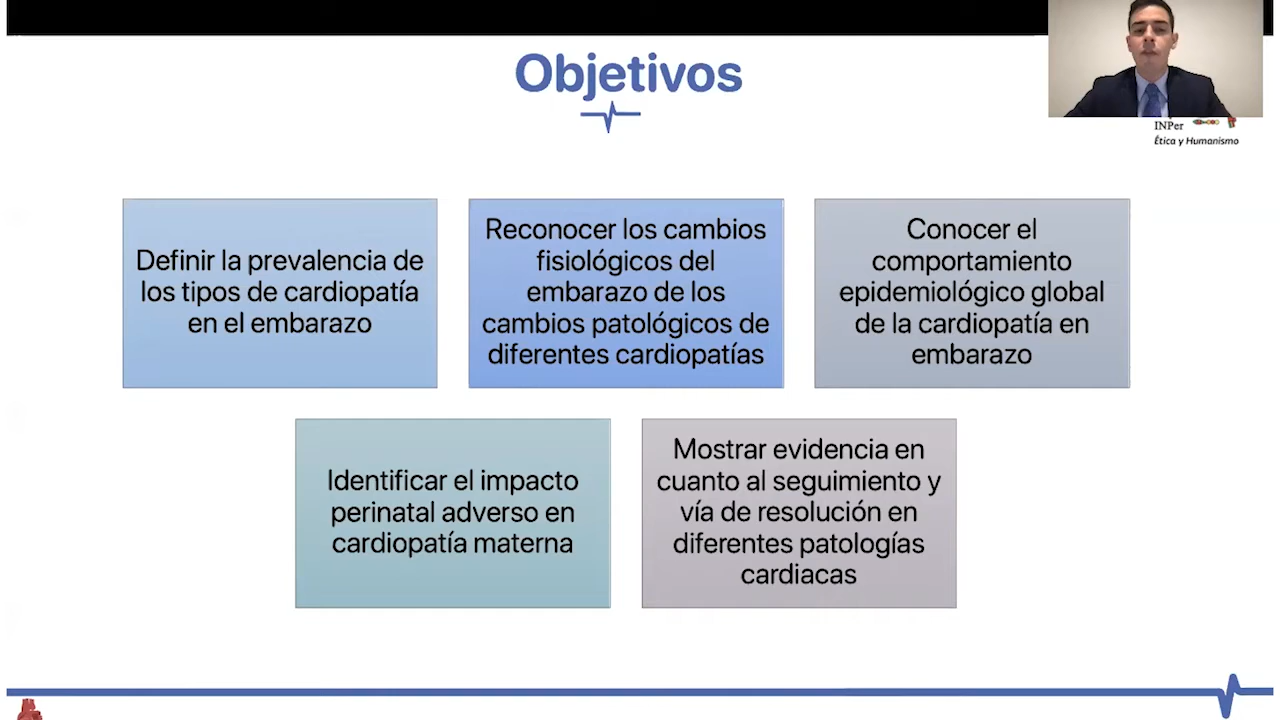 Objetivos
INPer
Ética y Humanismo
Definir la prevalencia de
los tipos de cardiopatía
en el embarazo
Reconocer los cambios
fisiológicos del
embarazo de los
cambios patológicos de
diferentes cardiopatías
Conocer el
comportamiento
epidemiológico global
de la cardiopatía en
embarazo
Identificar el impacto
perinatal adverso en
cardiopatía materna
Mostrar evidencia en
cuanto al seguimiento y
vía de resolución en
diferentes patologías
cardiacas